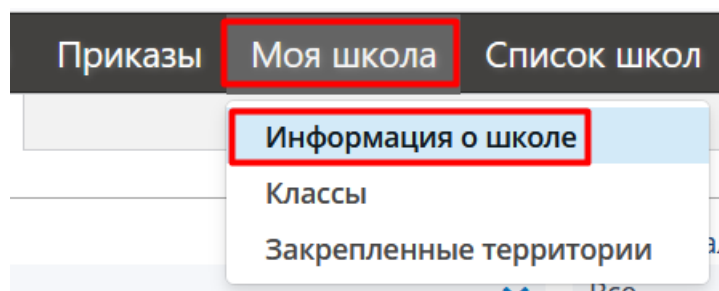 Приказы Моя школа Список школ
Информация о школе
Классы
Закрепленные территории